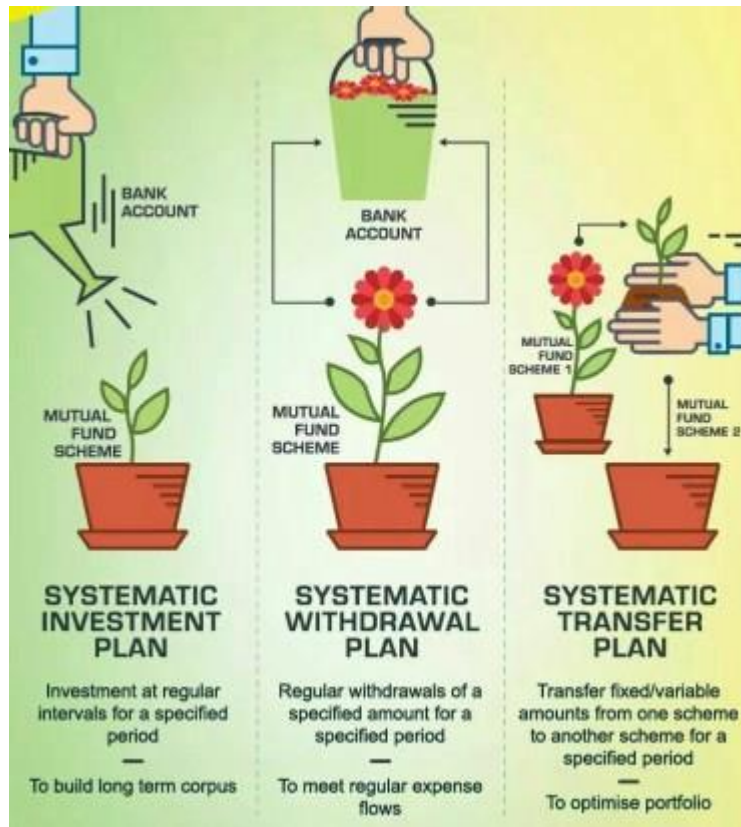 BANK
ACCOUNT
MUTUAL
FUND
SCHEME
SYSTEMATIC
INVESTMENT
PLAN
Investment at regular
intervals for a specified
period
To build long term corpus
BANK
ACCOUNT
MUTUAL
FUND
SCHEME
SYSTEMATIC
WITHDRAWAL
PLAN
Regular withdrawals of a
specified amount for a
specified period
To meet regular expense
flows
MUTUAL
FUND
SCHEME 1
MUTUAL
FUND
SCHEME 2
SYSTEMATIC
TRANSFER
PLAN
Transfer fixed/variable
amounts from one scheme
to another scheme for a
specified period
To optimise portfolio